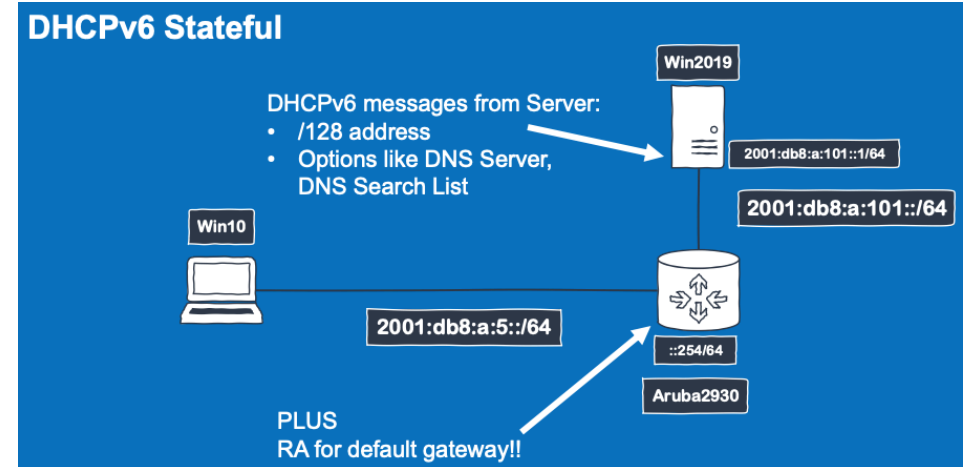 DHCPv6 Stateful
Win2019
DHCPv6 messages from Server:
• /128 address
• Options like DNS Server,
DNS Search List
2001:db8:a:101::1/64
2001:db8:a:101::/64
Win10
2001:db8:a:5::/64
::254/64
Aruba2930
PLUS
RA for default gateway!!